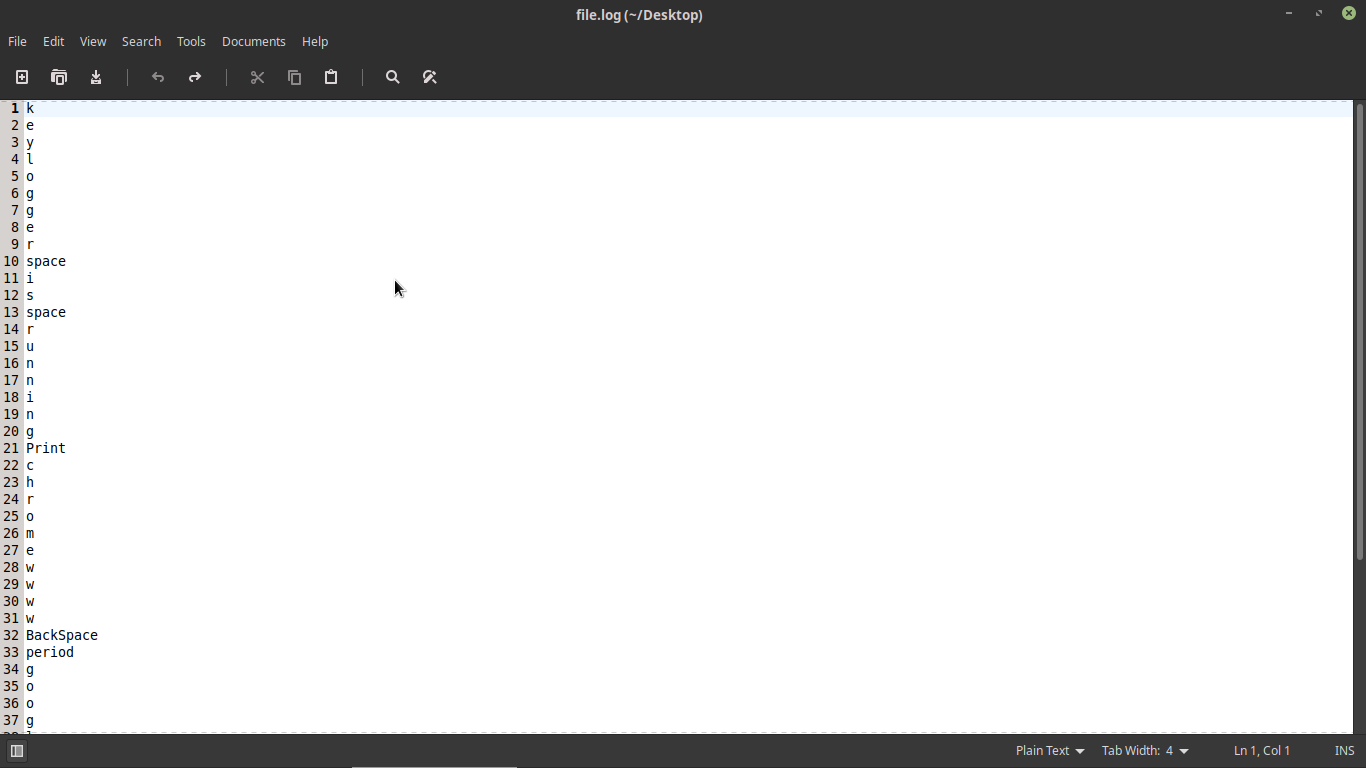 file.log (~/Desktop)
File Edit View Search Tools Documents Help
1 k
2 e
3 y
4 l
5 o
6 g
7 g
8 e
9 r
10 space
11 i
12 s
13 space
14 r
15 u
16 n
17 n
18 i
19 n
20 g
21 Print
22 c
23 h
24 r
25 o
26 m
27 e
28 w
29 w
30 w
31 w
32 BackSpace
33 period
34 g
35 o
36 o
37 g
Plain Text Tab Width: 4 Ln 1, Col 1 INS